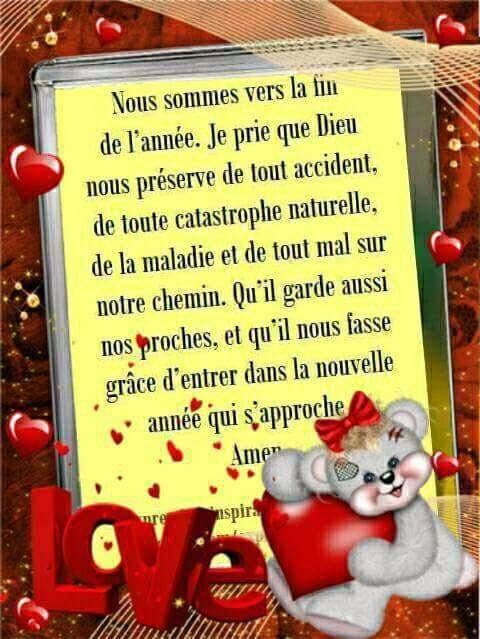 Nous sommes vers la fin
de l'année. Je prie que Dieu
nous préserve de tout accident,
de toute catastrophe naturelle,
de la maladie et de tout mal sur
notre chemin. Qu'il garde aussi
nos proches, et qu'il nous fasse
grâce d'entrer dans la nouvelle
année qui s'approche
Amen
Love